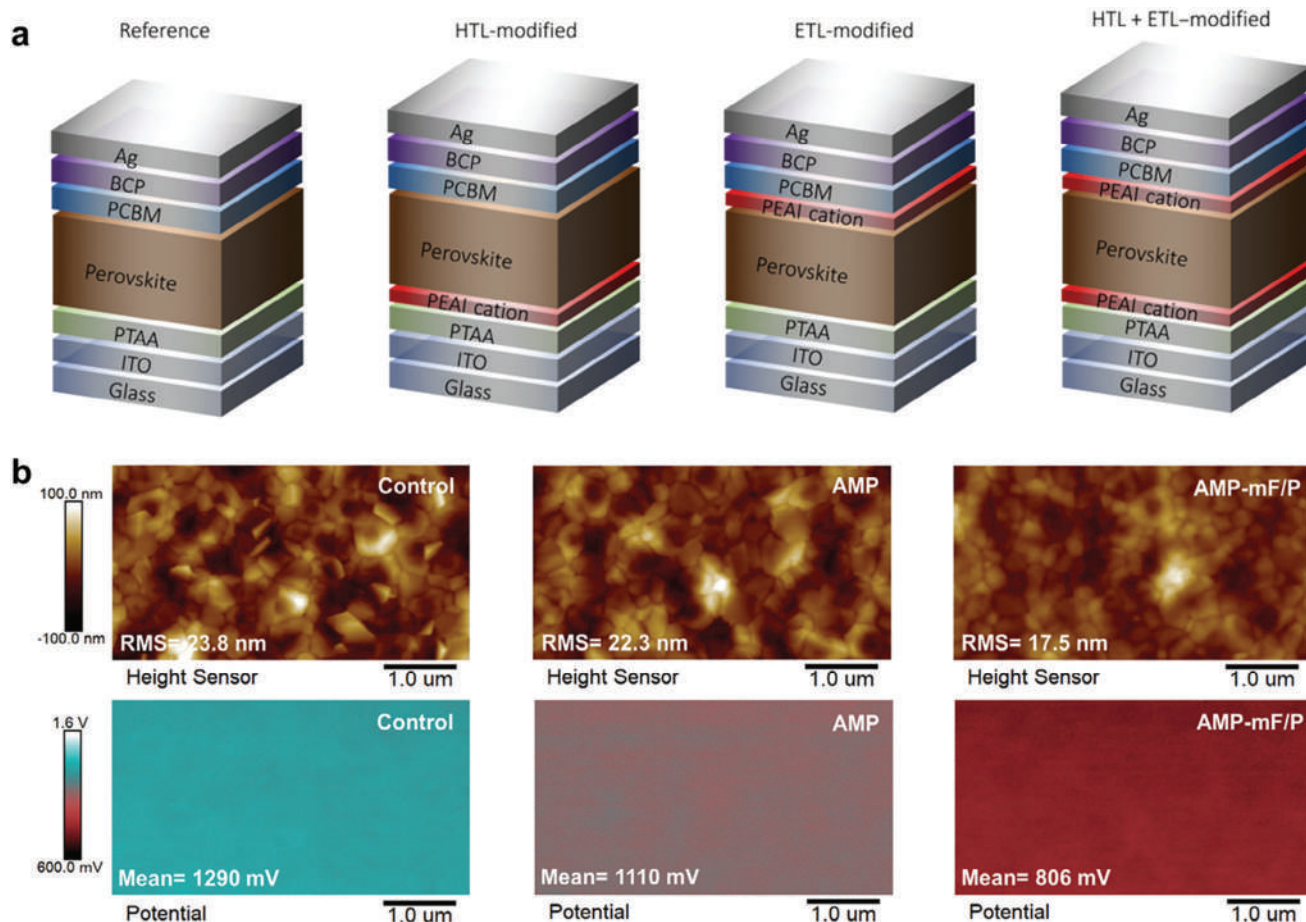 a
Reference
HTL-modified
ETL-modified
HTL + ETL–modified
Ag
BCP
PCBM
Perovskite
PTAA
ITO
Glass
Ag
BCP
PCBM
Perovskite
PEAI cation
PTAA
ITO
Glass
Ag
BCP
PCBM
PEAI cation
Perovskite
PTAA
ITO
Glass
Ag
BCP
PCBM
PEAI cation
Perovskite
PEAI cation
PTAA
ITO
Glass
b
100.0 nm
-100.0 nm
Control
RMS= 23.8 nm
Height Sensor
1.0 um
AMP
RMS= 22.3 nm
1.0 um
AMP-mF/P
RMS= 17.5 nm
Height Sensor
1.0 um
1.6 V
600.0 mV
Control
Mean= 1290 mV
Potential
1.0 um
AMP
Mean= 1110 mV
Potential
1.0 um
AMP-mF/P
Mean= 806 mV
Potential
1.0 um